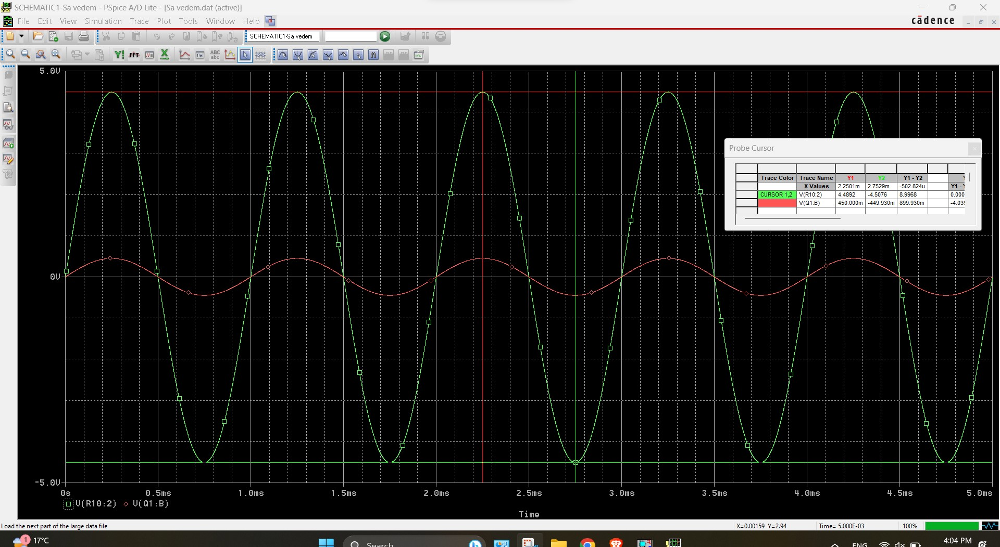 SCHEMATIC1-Sa vedem - PSpice A/D Lite - [Sa vedem.dat (active)]
File Edit View Simulation Trace Plot Tools Window Help
cādence
SCHEMATIC1-Sa vedem
FFT
ABC
abc
5.0V
0V
-5.0V
0s 0.5ms 1.0ms 1.5ms 2.0ms 2.5ms 3.0ms 3.5ms 4.0ms 4.5ms 5.0ms
V(R10:2) V(Q1:B)
Time
Probe Cursor
Trace Color Trace Name Y1 Y2 Y1 - Y2
X Values 2.2501m 2.7529m -502.824u Y1 -
CURSOR 1,2 V(R10:2) 4.4892 -4.5076 8.9968 0.000
V(Q1:B) 450.000m -449.930m 899.930m -4.03
Load the next part of the large data file
X=0.00159 Y=2.94 Time= 5.000E-03 100%
1
17°C
Search
ENG
4:04 PM